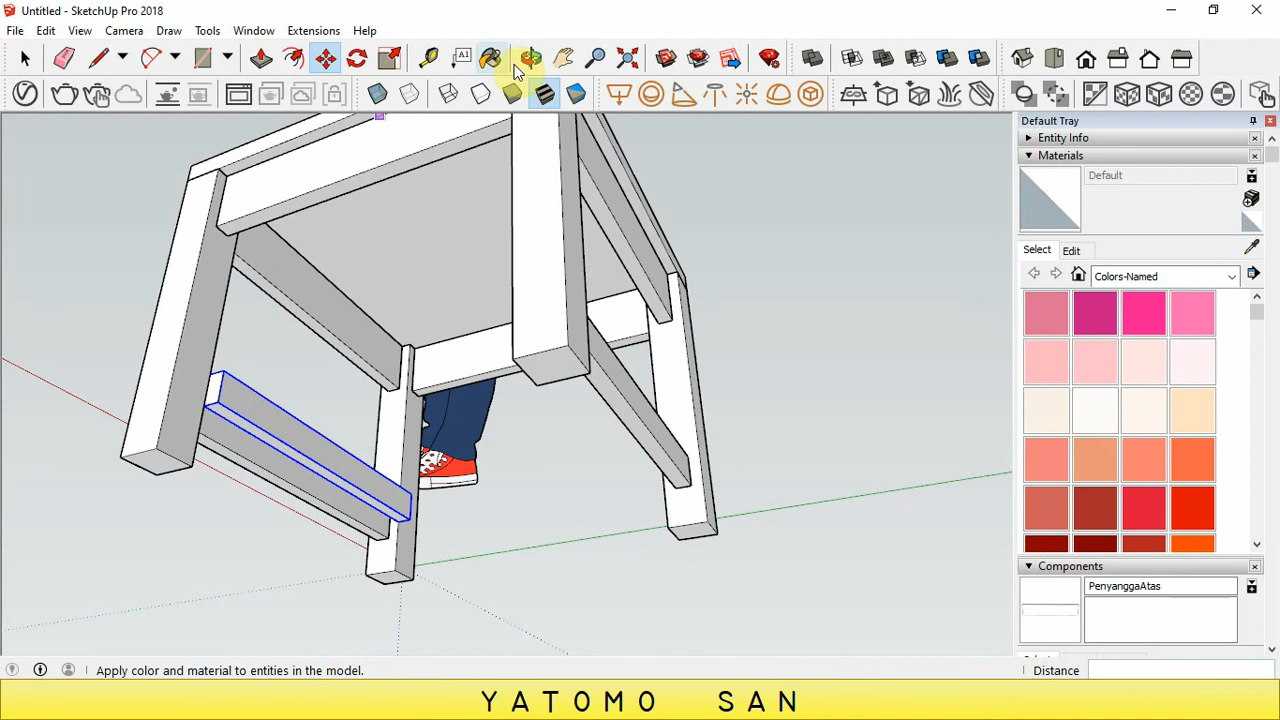 Untitled - SketchUp Pro 2018
File Edit View Camera Draw Tools Window Extensions Help
A1
Default Tray
Entity Info
Materials
Default
Select Edit
Colors-Named
Components
PenyanggaAtas
Apply color and material to entities in the model.
Distance
YATOMO SAN